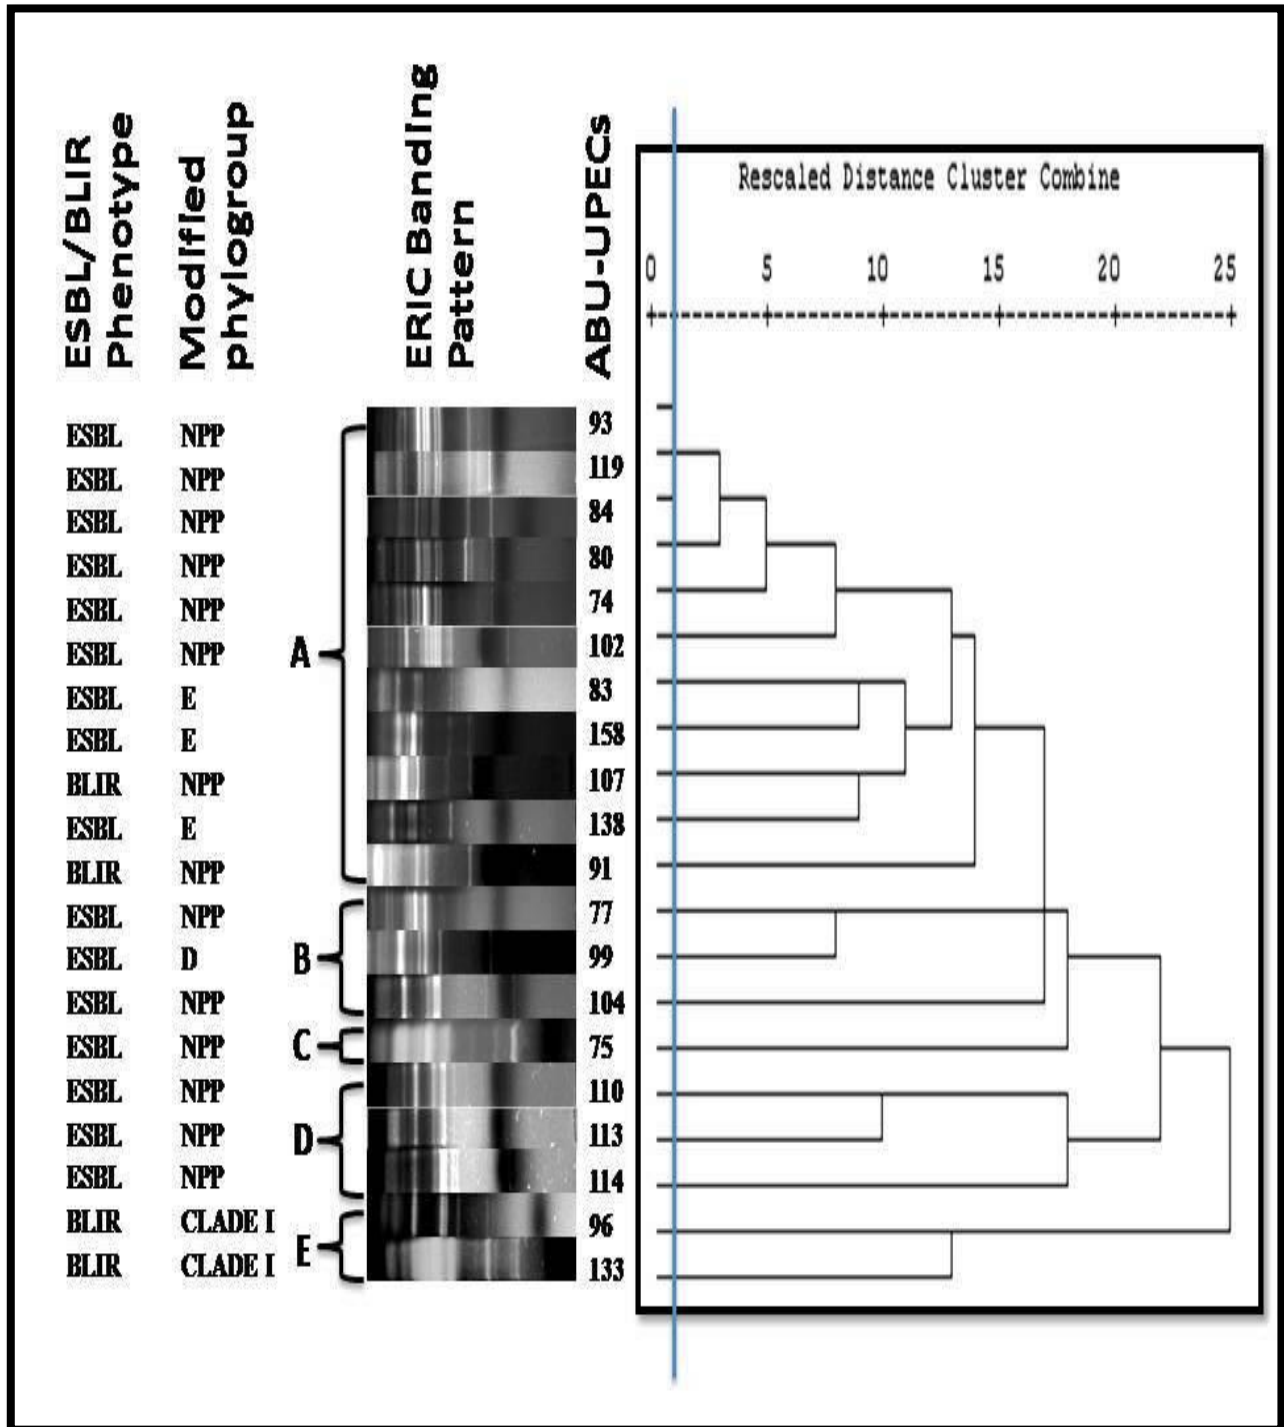 ESBL/BLIR
Phenotype
Modified
phylogroup
ERIC Banding
Pattern
ABU-UPECs
Rescaled Distance Cluster Combine
0 5 10 15 20 25
ESBL NPP 93
ESBL NPP 119
ESBL NPP 84
ESBL NPP 80
ESBL NPP 74
ESBL NPP 102
A
ESBL E 83
ESBL E 158
BLIR NPP 107
ESBL E 138
BLIR NPP 91
ESBL NPP 77
ESBL D B 99
ESBL NPP 104
ESBL NPP C 75
ESBL NPP 110
ESBL NPP D 113
ESBL NPP 114
BLIR CLADE I 96
E
BLIR CLADE I 133